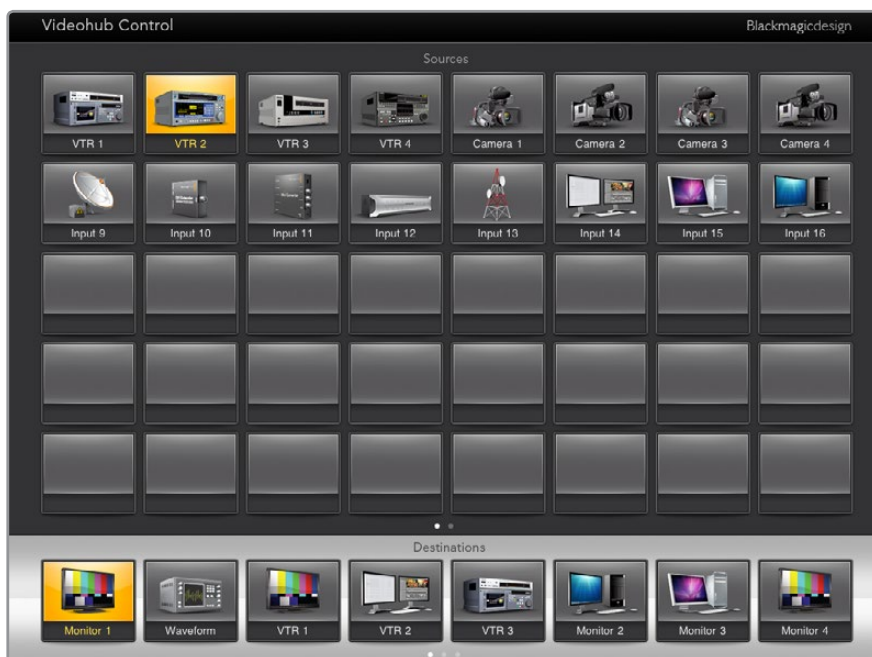 Videohub Control Blackmagicdesign
Sources
VTR 1 VTR 2 VTR 3 VTR 4 Camera 1 Camera 2 Camera 3 Camera 4
Input 9 Input 10 Input 11 Input 12 Input 13 Input 14 Input 15 Input 16
Destinations
Monitor 1 Waveform VTR 1 VTR 2 VTR 3 Monitor 2 Monitor 3 Monitor 4